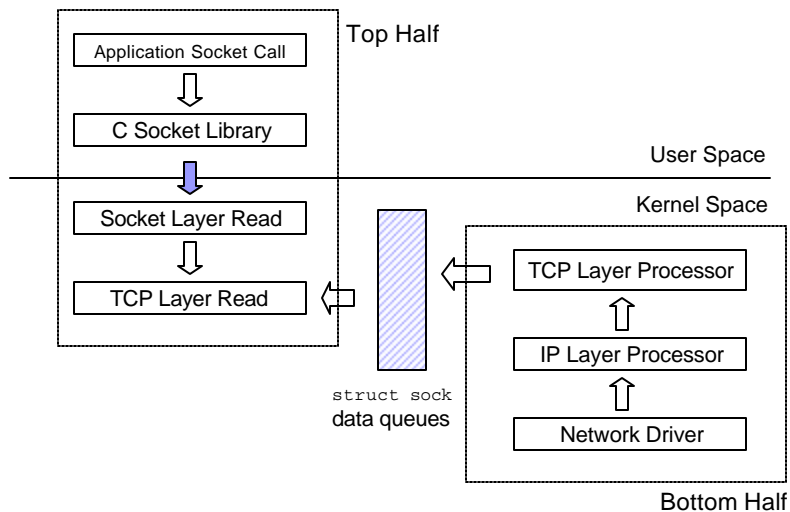 Top Half
Application Socket Call
C Socket Library
User Space
Kernel Space
Socket Layer Read
TCP Layer Read
struct sock
data queues
TCP Layer Processor
IP Layer Processor
Network Driver
Bottom Half